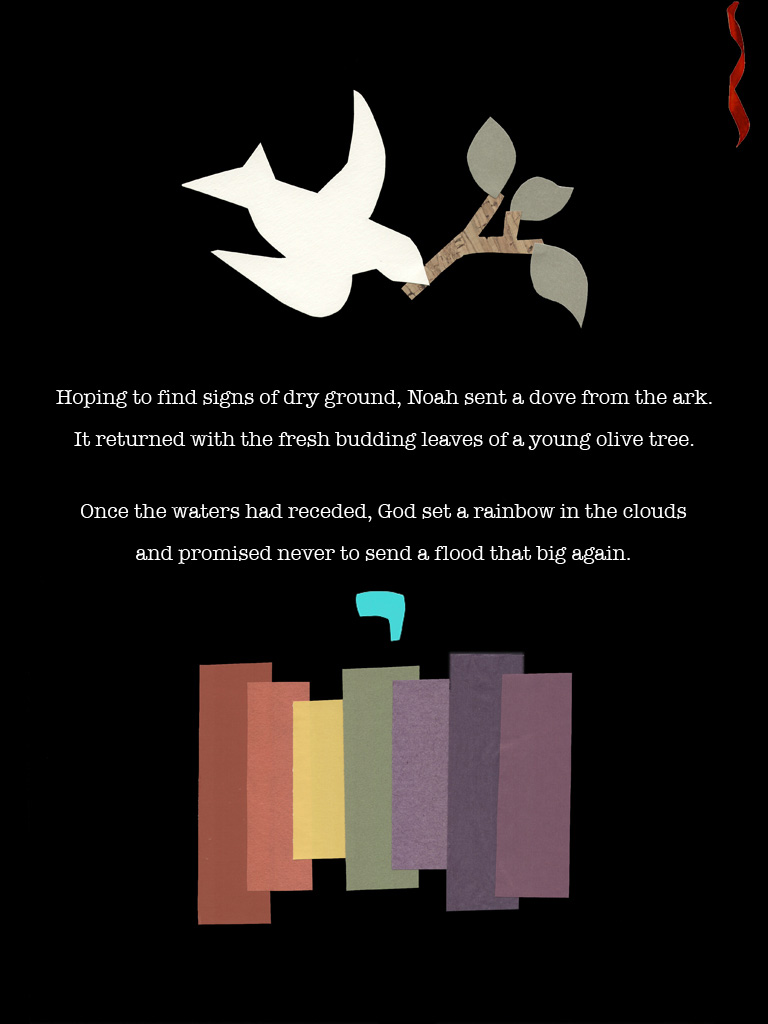 Hoping to find signs of dry ground, Noah sent a dove from the ark.
It returned with the fresh budding leaves of a young olive tree.
Once the waters had receded, God set a rainbow in the clouds
and promised never to send a flood that big again.
י